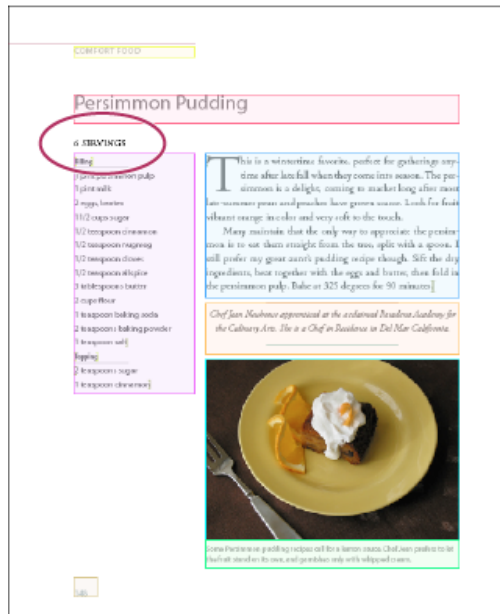 COMFORT FOOD
Persimmon Pudding
6 SERVINGS
Filling
1 pint persimmon pulp
1 pint milk
2 eggs, beaten
1 1/2 cups sugar
1/2 teaspoon cinnamon
1/2 teaspoon nugmeg
1/2 teaspoon cloves
1/2 teaspoon allspice
3 tablespoons butter
2 cups flour
1 teaspoon baking soda
2 teaspoons baking powder
1 teaspoon salt
Topping
2 teaspoons sugar
1 teaspoon cinnamon
This is a wintertime favorite, perfect for gatherings any-
time after late fall when they come into season. The per-
simmon is a delight, coming to market long after most
late-summer pears and peaches have grown scarce. Look for fruit
vibrant orange in color and very soft to the touch.
Many maintain that the only way to appreciate the persim-
mon is to eat them straight from the tree, split with a spoon. I
still prefer my great aunt's pudding recipe though. Sift the dry
ingredients, beat together with the eggs and butter, then fold in
the persimmon pulp. Bake at 325 degrees for 90 minutes.
Chef Jean Newhouse apprenticed at the acclaimed Pasadena Academy for
the Culinary Arts. She is a Chef in Residence in Del Mar California.
Some Persimmon pudding recipes call for a lemon sauce. Chef Jean prefers to let
the fruit stand on its own, and garnishes only with whipped cream.